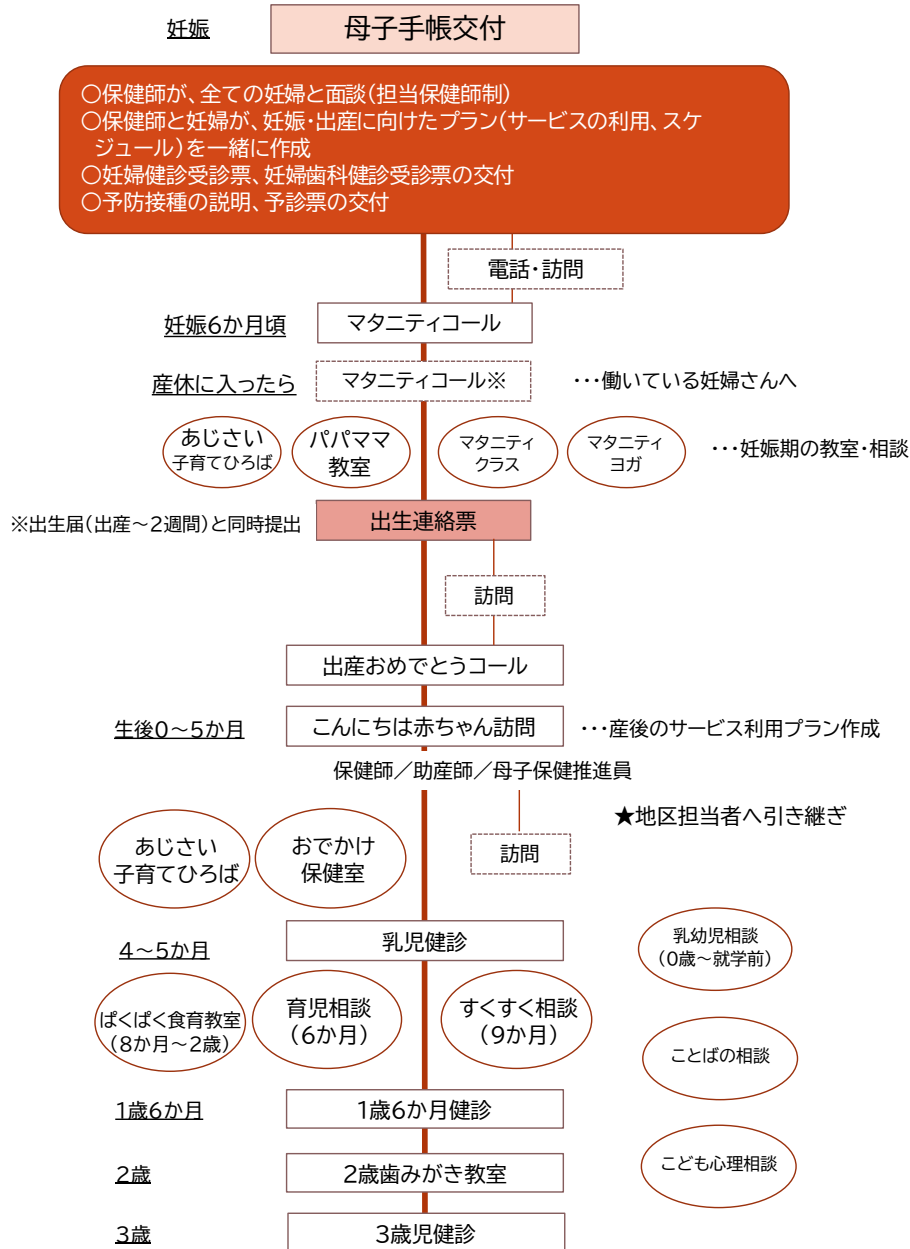 妊娠
母子手帳交付
○保健師が、全ての妊婦と面談(担当保健師制)
○保健師と妊婦が、妊娠・出産に向けたプラン(サービスの利用、スケ
ジュール)を一緒に作成
○妊婦健診受診票、妊婦歯科健診受診票の交付
○予防接種の説明、予診票の交付
電話・訪問
妊娠6か月頃
マタニティコール
産休に入ったら
マタニティコール※
・・・働いている妊婦さんへ
あじさい
子育てひろば
パパママ
教室
マタニティ
クラス
マタニティ
ヨガ
・・・妊娠期の教室・相談
※出生届(出産～2週間)と同時提出
出生連絡票
訪問
出産おめでとうコール
生後0～5か月
こんにちは赤ちゃん訪問
・・・産後のサービス利用プラン作成
保健師／助産師／母子保健推進員
★地区担当者へ引き継ぎ
あじさい
子育てひろば
おでかけ
保健室
訪問
4～5か月
乳児健診
乳幼児相談
(0歳～就学前)
ぱくぱく食育教室
(8か月～2歳)
育児相談
(6か月)
すくすく相談
(9か月)
ことばの相談
1歳6か月
1歳6か月健診
2歳
2歳歯みがき教室
こども心理相談
3歳
3歳児健診